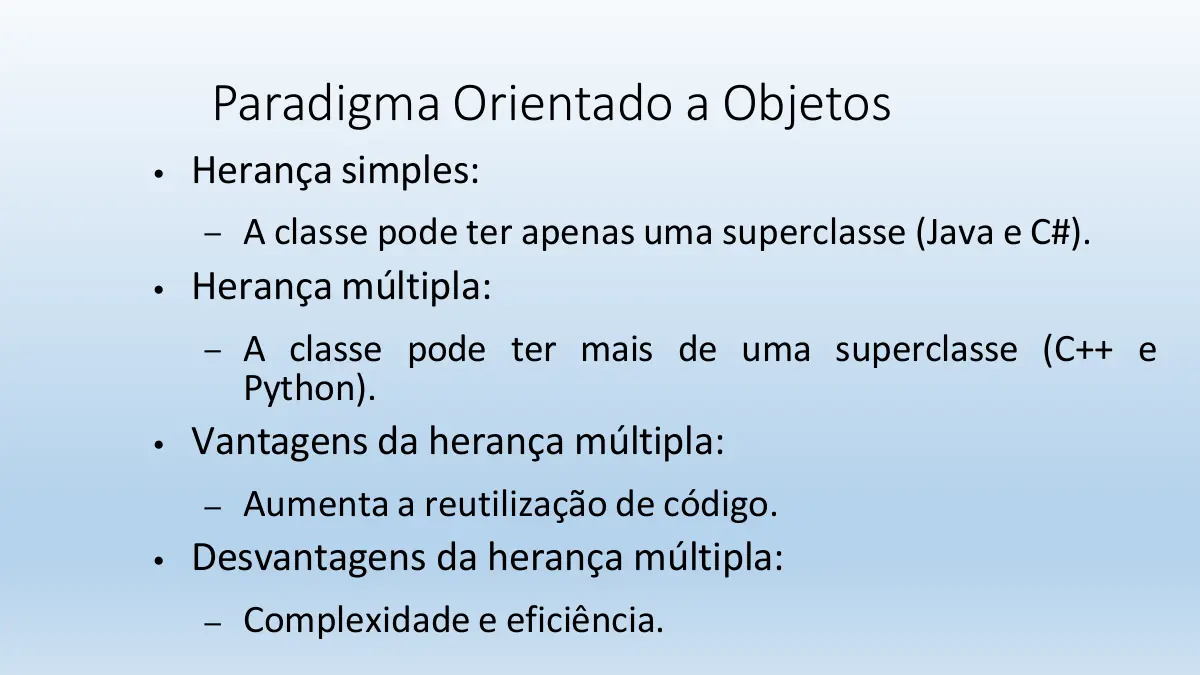 Paradigma Orientado a Objetos
• Herança simples:
– A classe pode ter apenas uma superclasse (Java e C#).
• Herança múltipla:
– A classe pode ter mais de uma superclasse (C++ e
Python).
• Vantagens da herança múltipla:
– Aumenta a reutilização de código.
• Desvantagens da herança múltipla:
– Complexidade e eficiência.